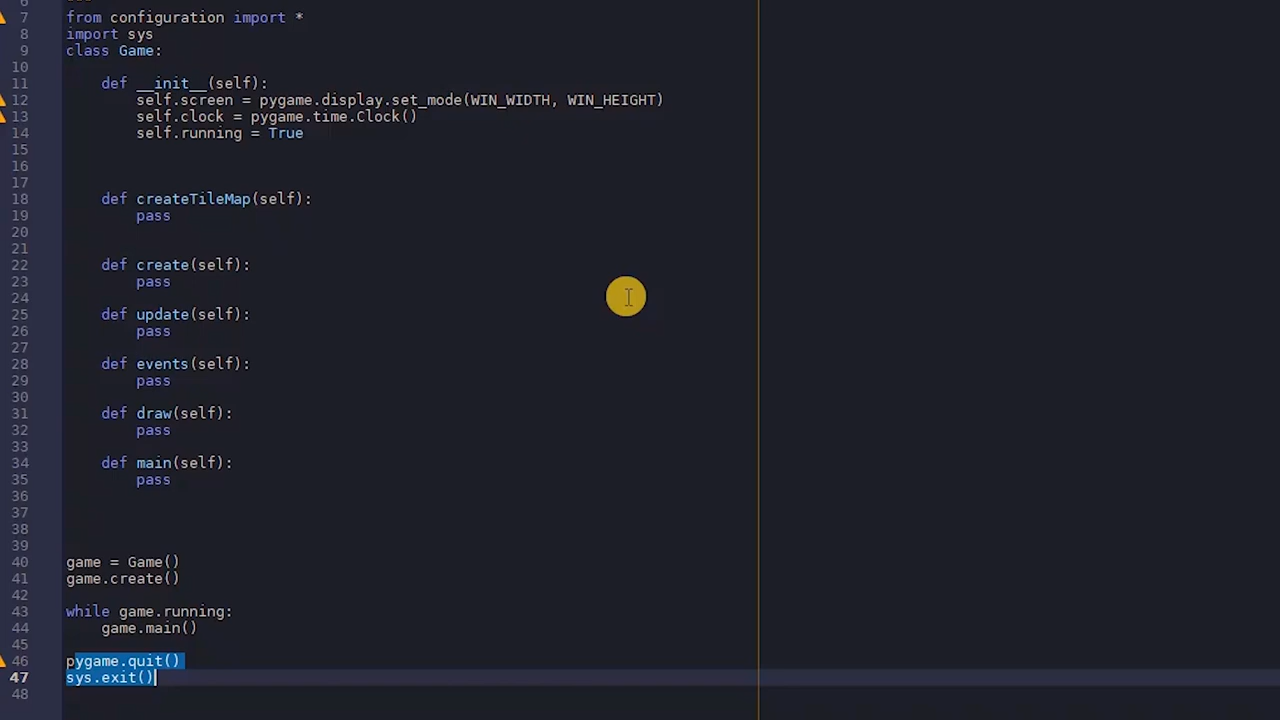 7 from configuration import *
8 import sys
9 class Game:
10
11 def __init__(self):
12 self.screen = pygame.display.set_mode(WIN_WIDTH, WIN_HEIGHT)
13 self.clock = pygame.time.Clock()
14 self.running = True
15
16
17
18 def createTileMap(self):
19 pass
20
21
22 def create(self):
23 pass
24
25 def update(self):
26 pass
27
28 def events(self):
29 pass
30
31 def draw(self):
32 pass
33
34 def main(self):
35 pass
36
37
38
39
40 game = Game()
41 game.create()
42
43 while game.running:
44 game.main()
45
46 pygame.quit()
47 sys.exit()
48